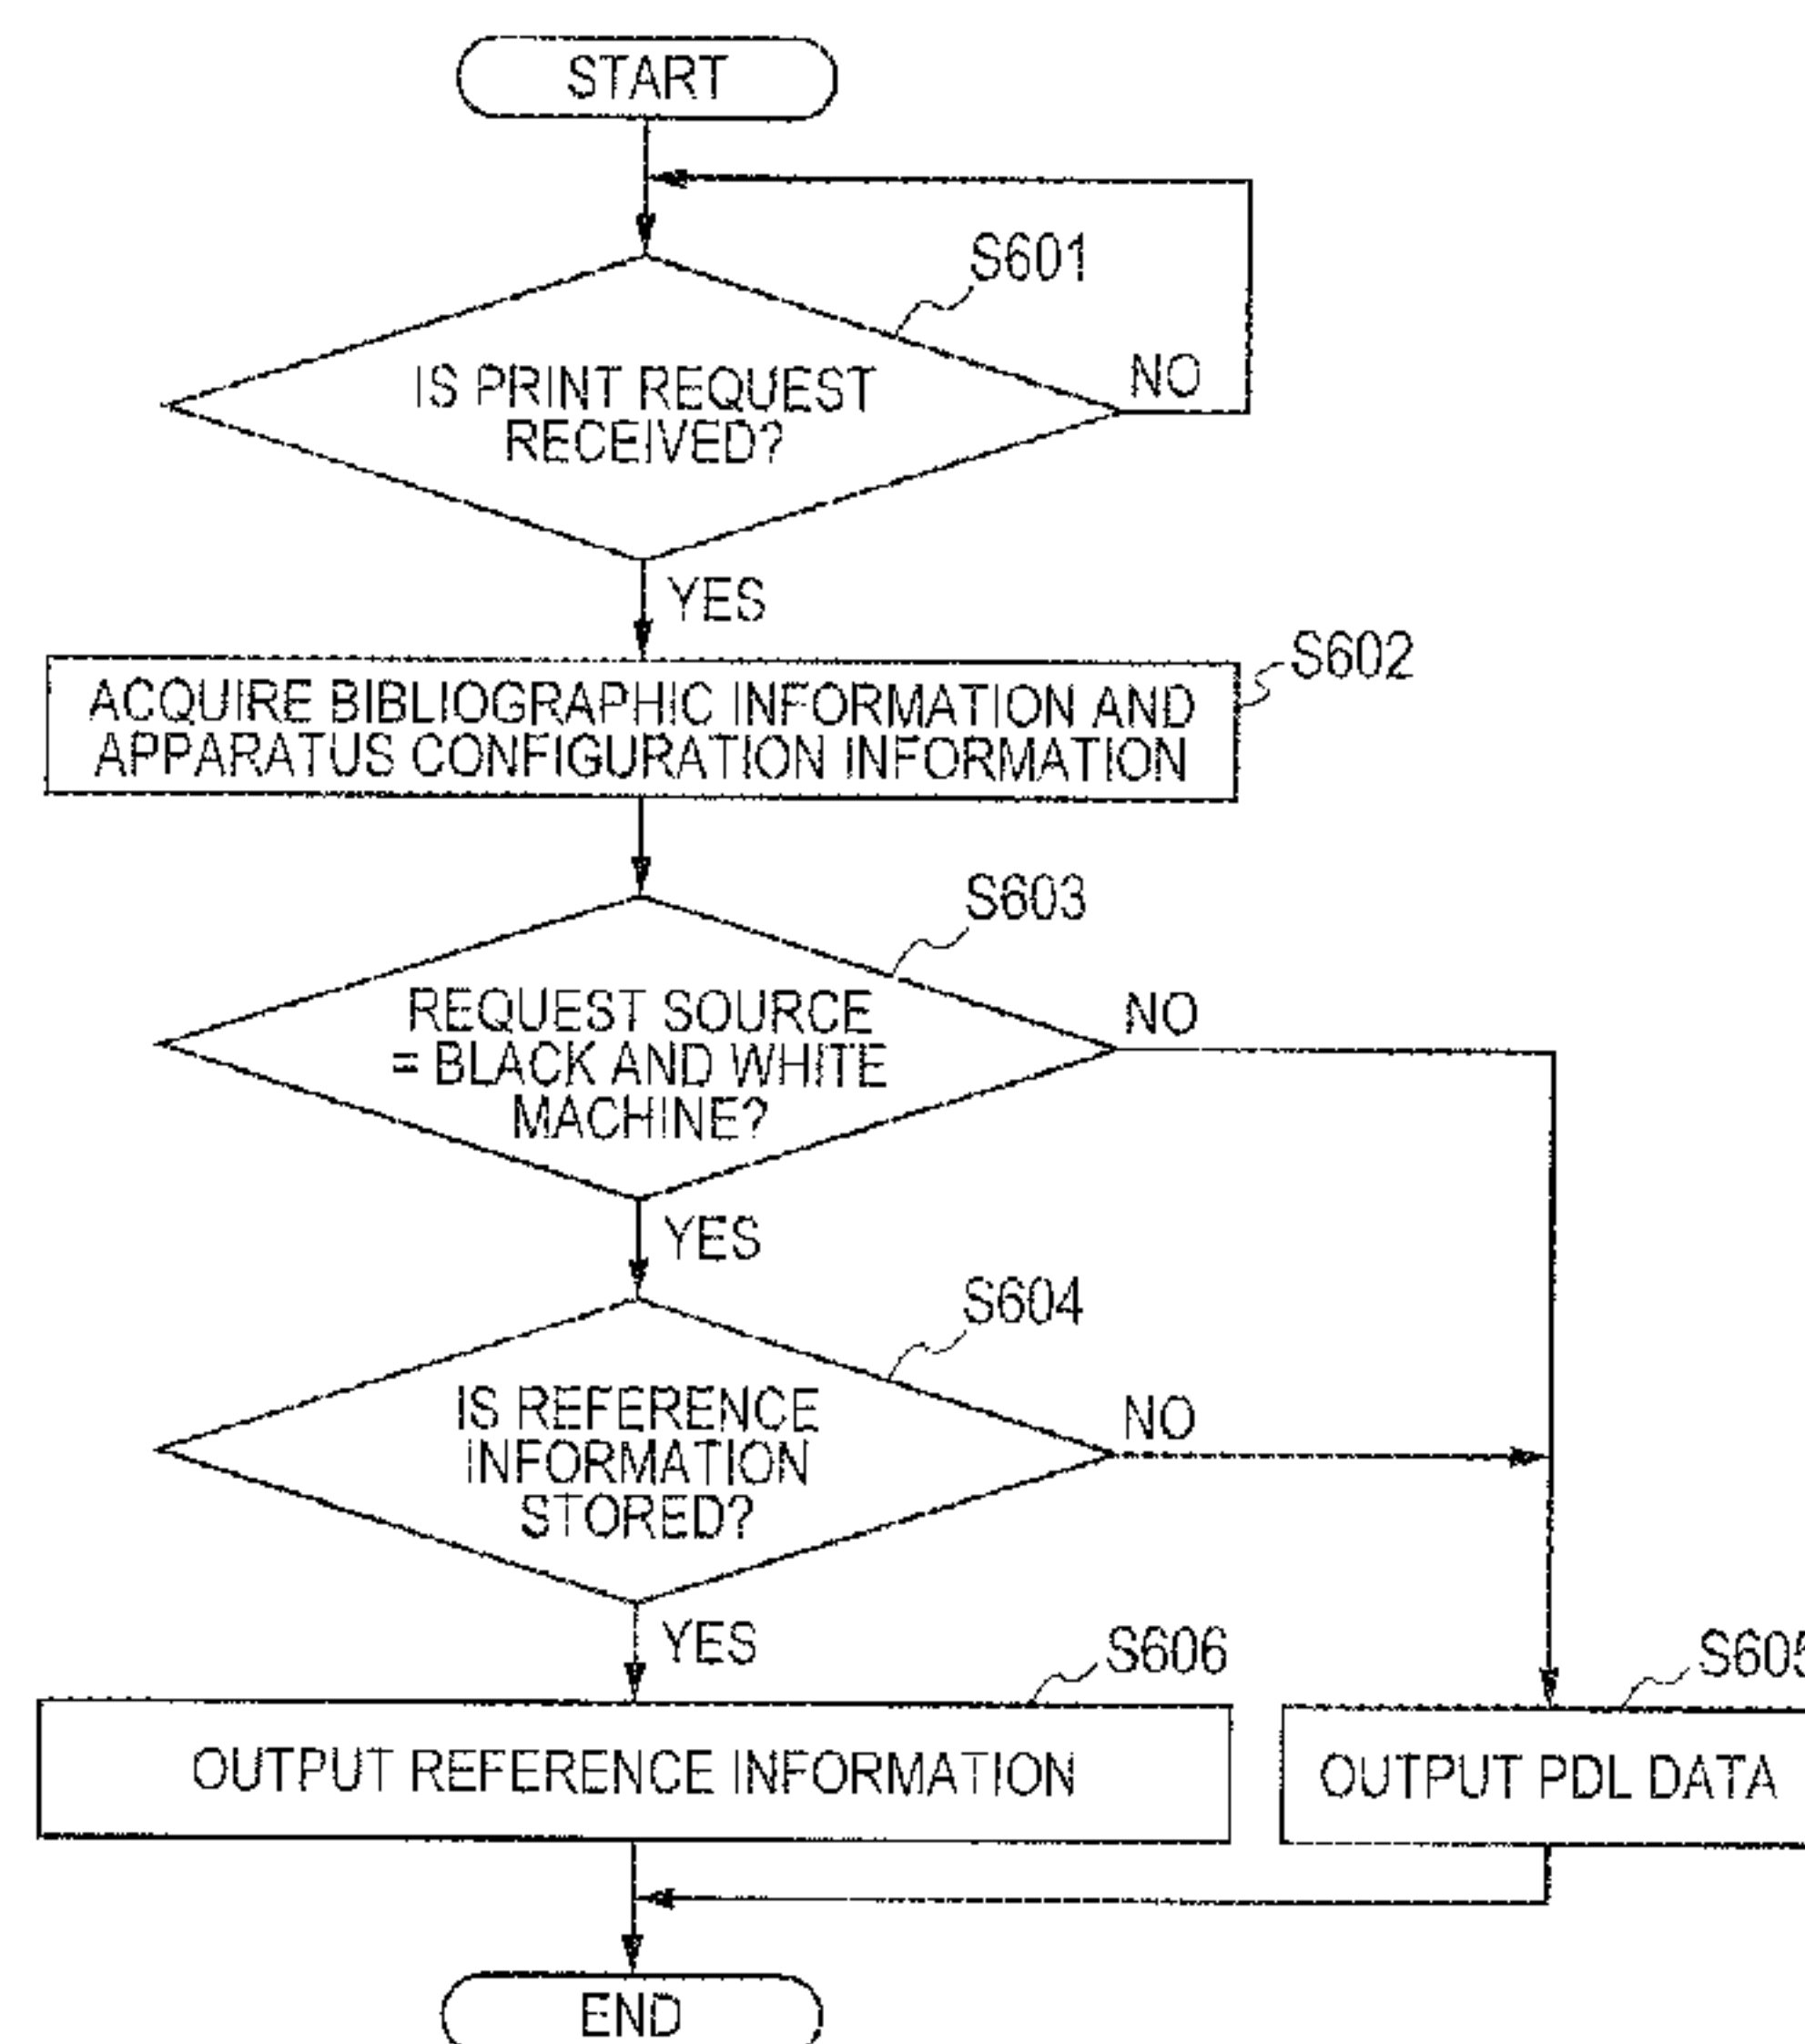 START
S601
IS PRINT REQUEST
RECEIVED?
NO
YES
S602
ACQUIRE BIBLIOGRAPHIC INFORMATION AND
APPARATUS CONFIGURATION INFORMATION
S603
REQUEST SOURCE
= BLACK AND WHITE
MACHINE?
NO
YES
S604
IS REFERENCE
INFORMATION
STORED?
NO
YES
S606
S605
OUTPUT REFERENCE INFORMATION
OUTPUT PDL DATA
END